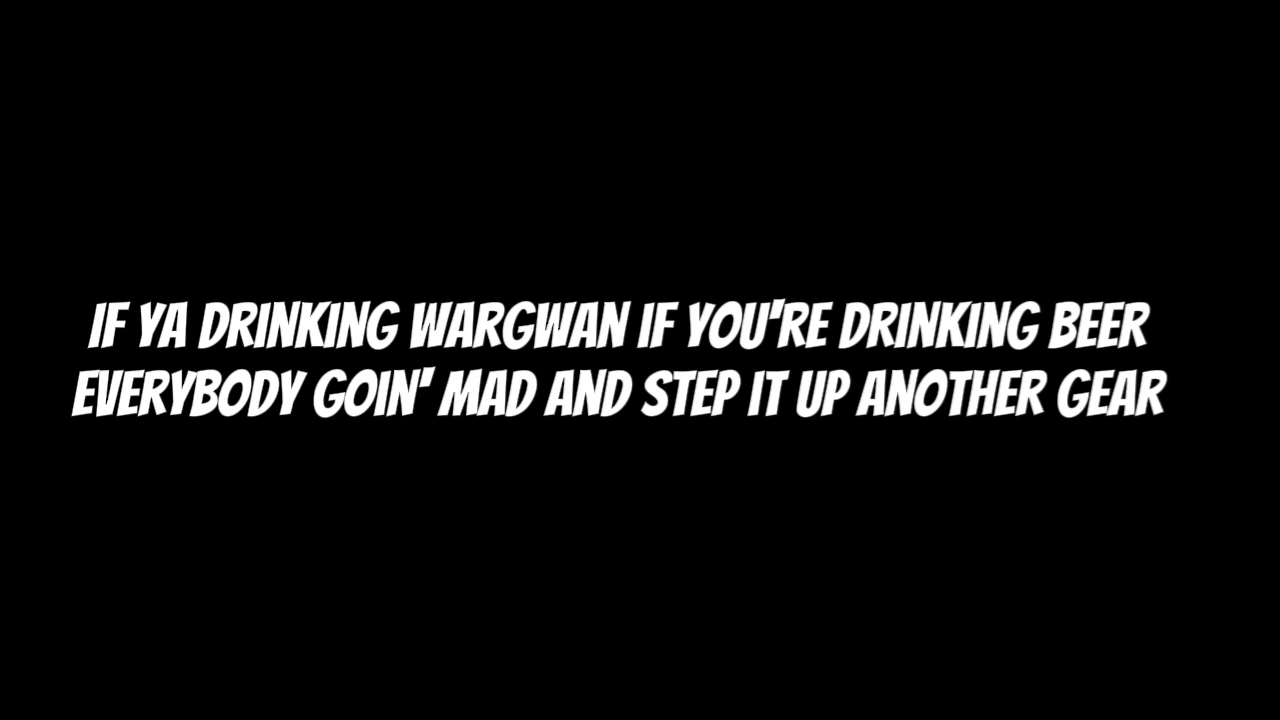 IF YA DRINKING WARGWAN IF YOU'RE DRINKING BEER
EVERYBODY GOIN' MAD AND STEP IT UP ANOTHER GEAR